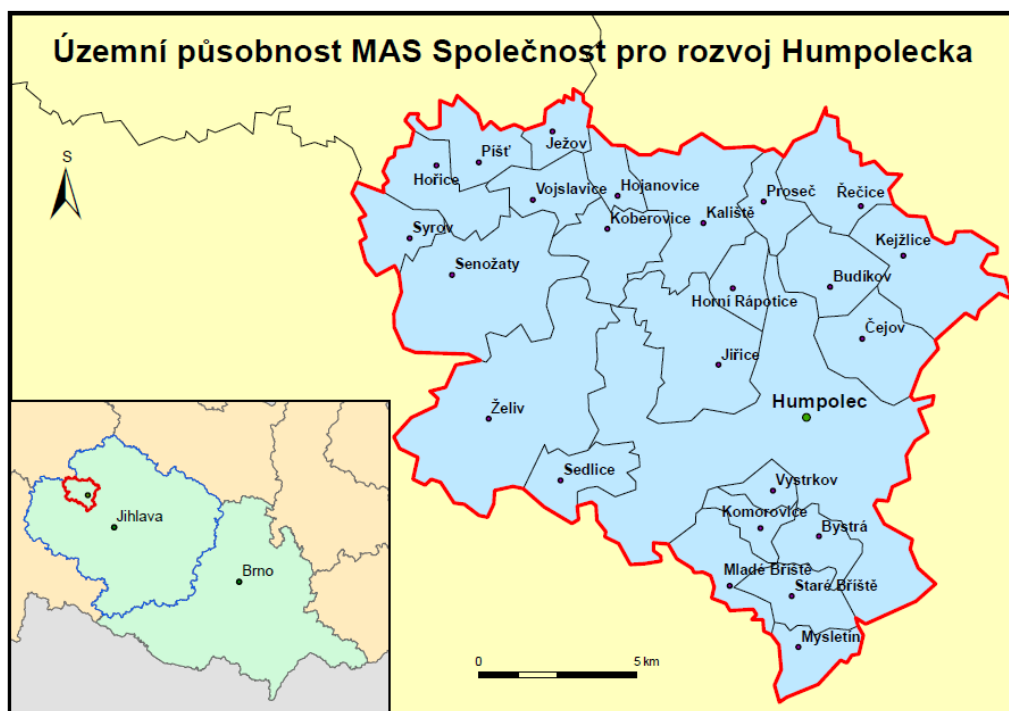 Územní působnost MAS Společnost pro rozvoj Humpolecka
S
Ježov
Píšť
Hořice
Vojslavice
Hojanovice
Proseč
Řečice
Koberovice
Kaliště
Syrov
Kejžlice
Senožaty
Budíkov
Horní Rápotice
Čejov
Jiřice
Želiv
Humpolec
Sedlice
Vystrkov
Komorovice
Bystrá
Mladé Bříště
Staré Bříště
Mysletín
Jihlava
Brno
0 5 km